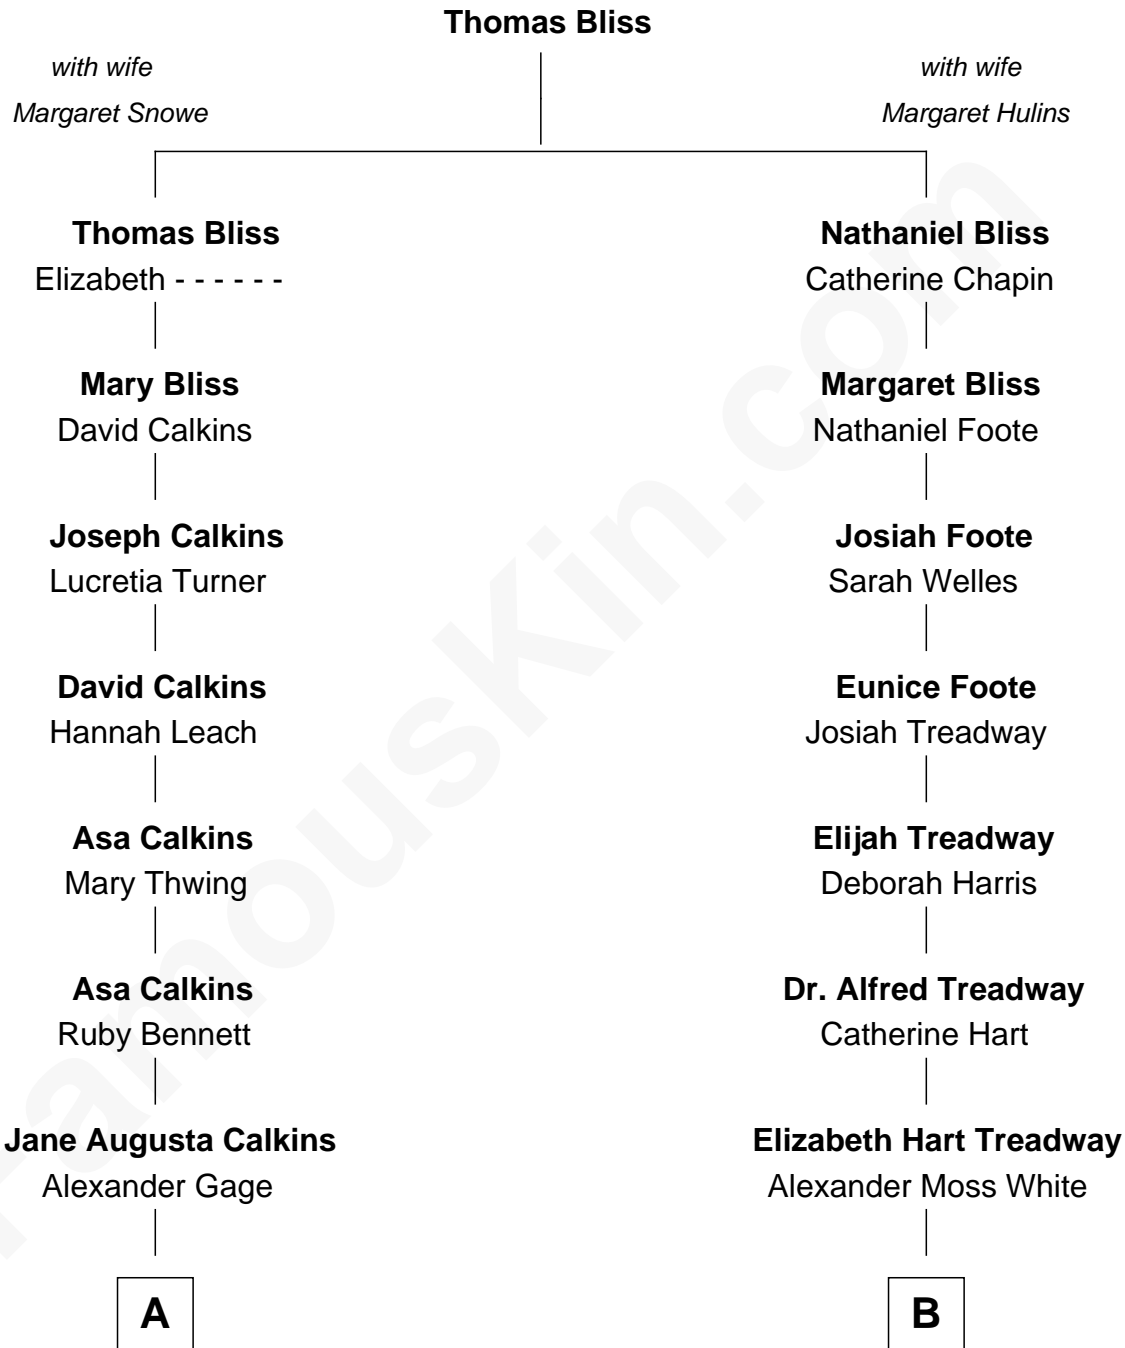 Thomas Bliss
with wife
Margaret Snowe
with wife
Margaret Hulins
Thomas Bliss
Elizabeth - - - - - -
Nathaniel Bliss
Catherine Chapin
Mary Bliss
David Calkins
Margaret Bliss
Nathaniel Foote
Joseph Calkins
Lucretia Turner
Josiah Foote
Sarah Welles
David Calkins
Hannah Leach
Eunice Foote
Josiah Treadway
Asa Calkins
Mary Thwing
Elijah Treadway
Deborah Harris
Asa Calkins
Ruby Bennett
Dr. Alfred Treadway
Catherine Hart
Jane Augusta Calkins
Alexander Gage
Elizabeth Hart Treadway
Alexander Moss White
A
B
FamousKin.com